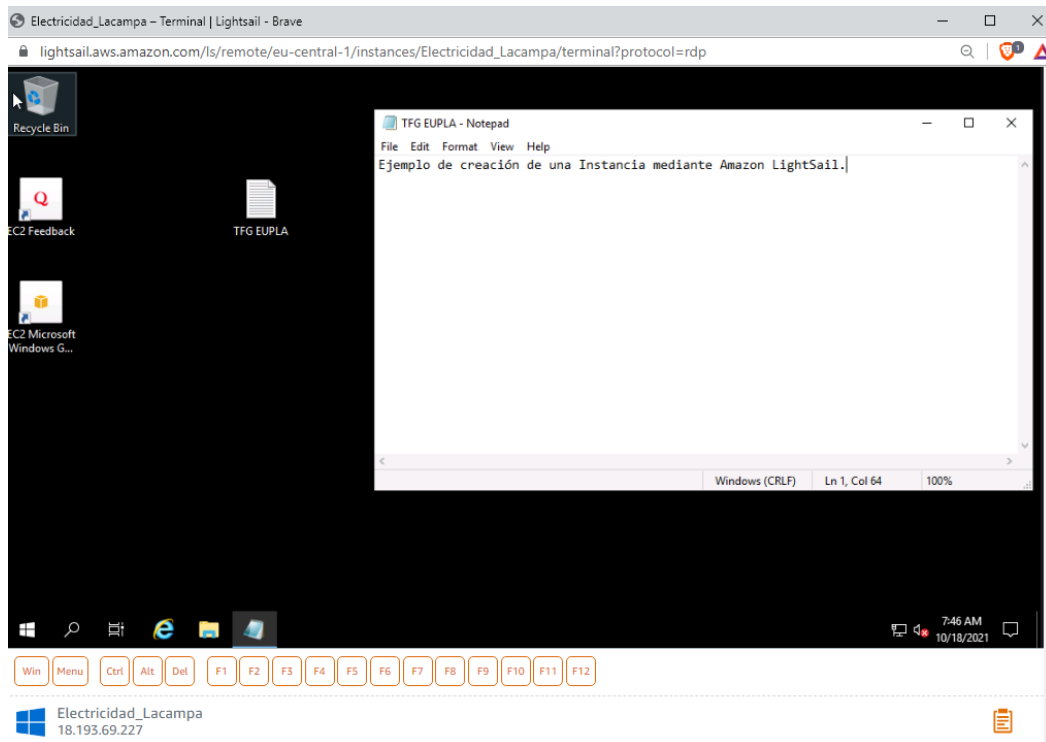 Electricidad_Lacampa – Terminal | Lightsail - Brave
lightsail.aws.amazon.com/ls/remote/eu-central-1/instances/Electricidad_Lacampa/terminal?protocol=rdp
1
Recycle Bin
TFG EUPLA - Notepad
File Edit Format View Help
Ejemplo de creación de una Instancia mediante Amazon LightSail.
Q
EC2 Feedback
TFG EUPLA
EC2 Microsoft
Windows G...
Windows (CRLF) Ln 1, Col 64 100%
7:46 AM
10/18/2021
Win Menu Ctrl Alt Del F1 F2 F3 F4 F5 F6 F7 F8 F9 F10 F11 F12
Electricidad_Lacampa
18.193.69.227